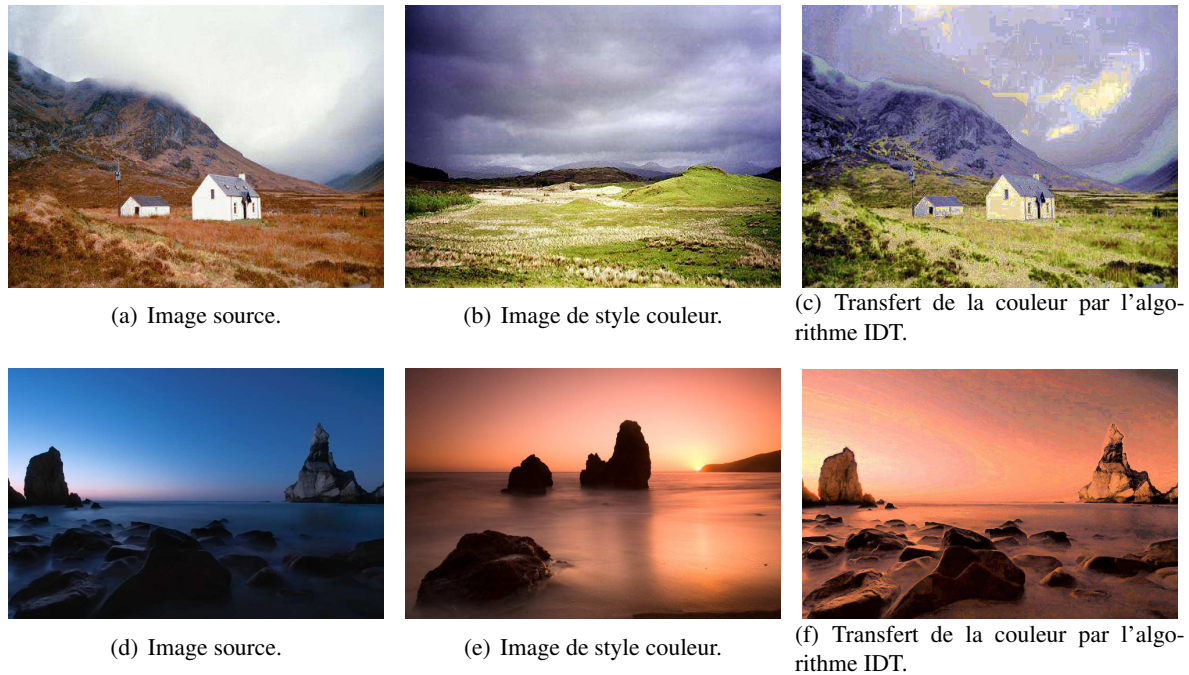 (a) Image source.
(b) Image de style couleur.
(c) Transfert de la couleur par l'algo-
rithme IDT.
(d) Image source.
(e) Image de style couleur.
(f) Transfert de la couleur par l'algo-
rithme IDT.